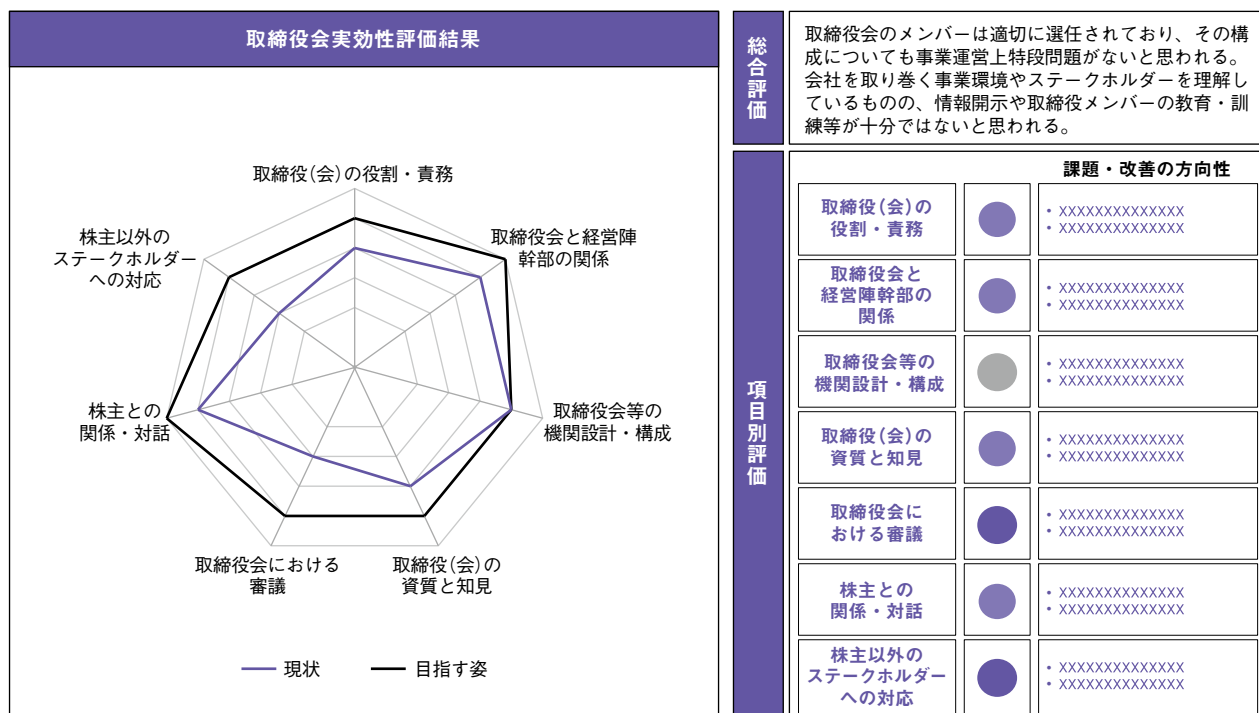 取締役会実効性評価結果
取締役(会)の役割・責務
取締役会と経営陣
幹部の関係
取締役会等の
機関設計・構成
取締役(会)の
資質と知見
取締役会における
審議
株主との
関係・対話
株主以外の
ステークホルダー
への対応
現状
目指す姿
総合評価
取締役会のメンバーは適切に選任されており、その構
成についても事業運営上特段問題がないと思われる。
会社を取り巻く事業環境やステークホルダーを理解し
ているものの、情報開示や取締役メンバーの教育・訓
練等が十分ではないと思われる。
項目別評価
課題・改善の方向性
取締役(会)の
役割・責務
• XXXXXXXXXXXXXX
• XXXXXXXXXXXXXX
取締役会と
経営陣幹部の
関係
• XXXXXXXXXXXXXX
• XXXXXXXXXXXXXX
取締役会等の
機関設計・構成
• XXXXXXXXXXXXXX
• XXXXXXXXXXXXXX
取締役(会)の
資質と知見
• XXXXXXXXXXXXXX
• XXXXXXXXXXXXXX
取締役会に
おける審議
• XXXXXXXXXXXXXX
• XXXXXXXXXXXXXX
株主との
関係・対話
• XXXXXXXXXXXXXX
• XXXXXXXXXXXXXX
株主以外の
ステークホルダー
への対応
• XXXXXXXXXXXXXX
• XXXXXXXXXXXXXX